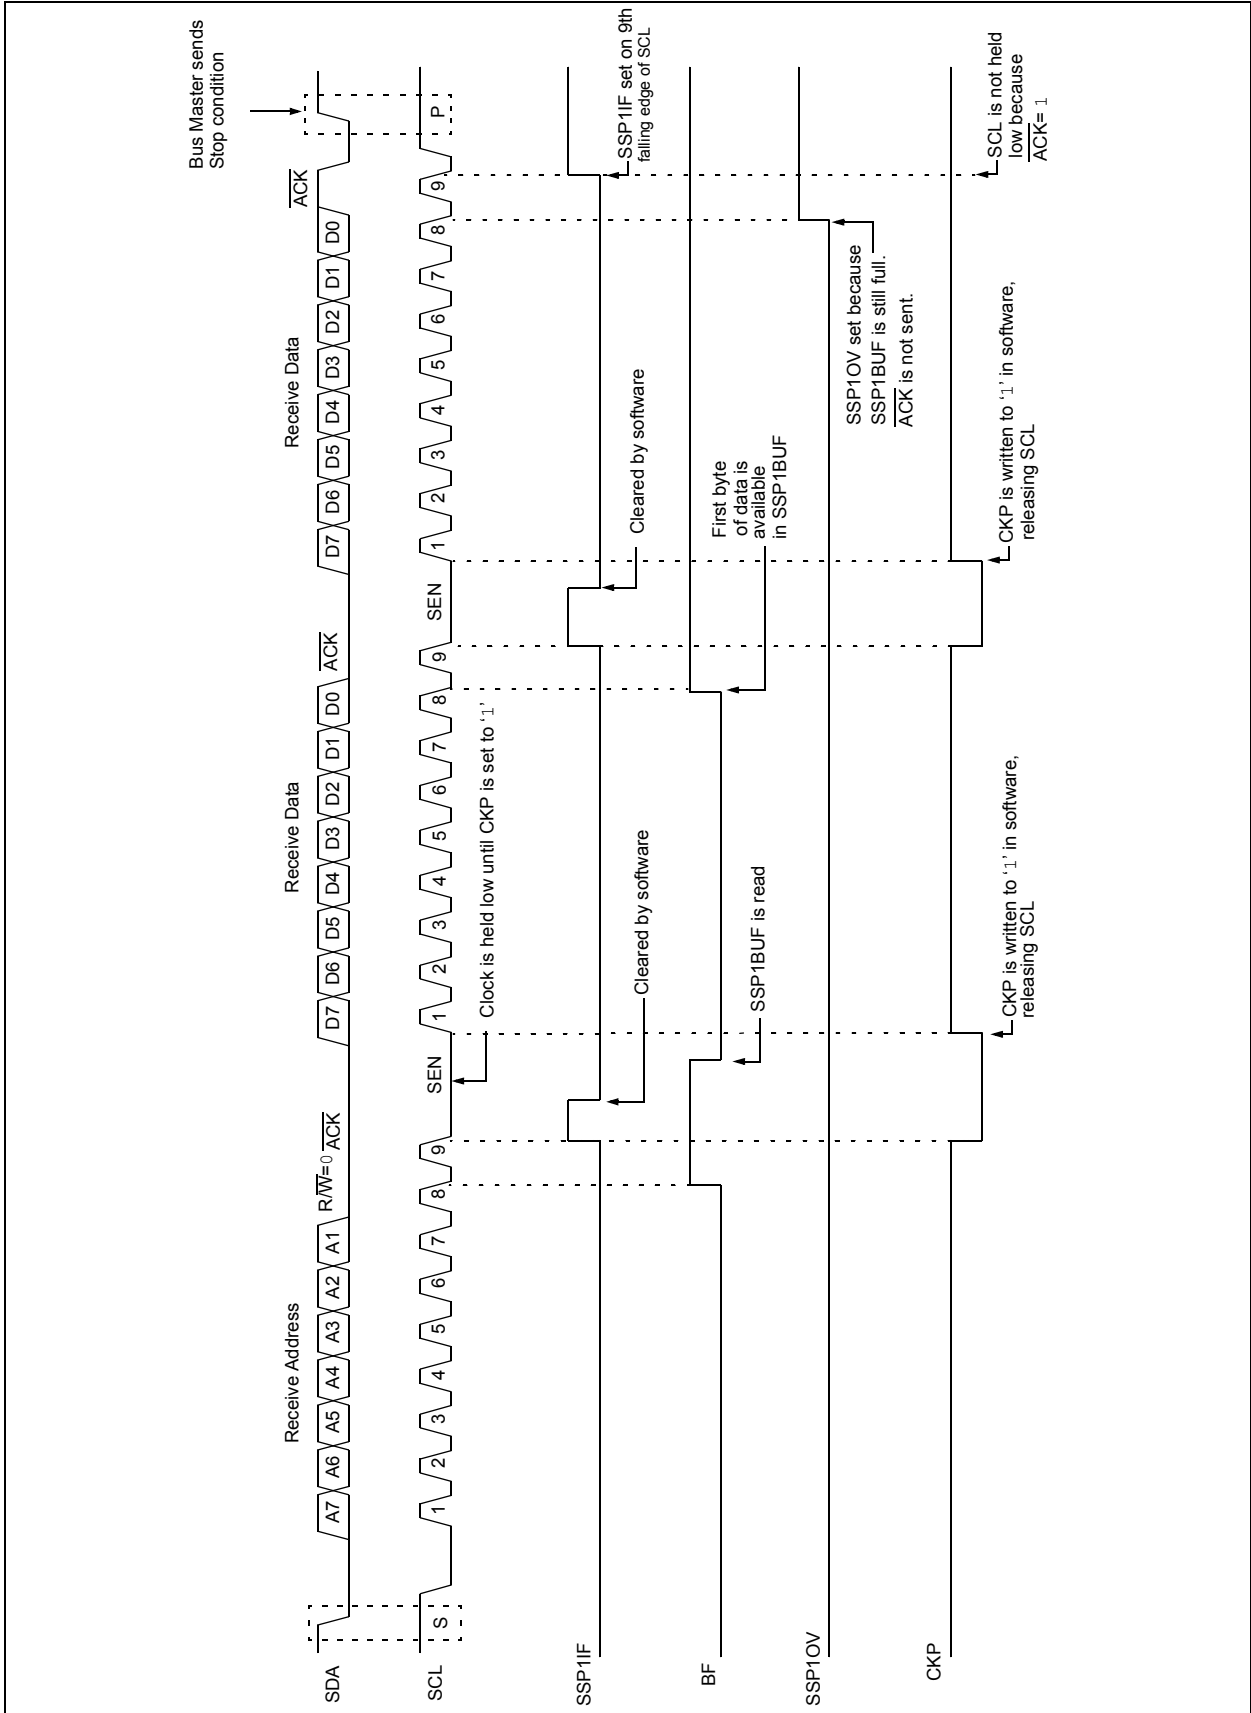 Bus Master sends
Stop condition
Receive Address
Receive Data
Receive Data
R/W=0
ACK
ACK
ACK
SDA
A7 A6 A5 A4 A3 A2 A1
D7 D6 D5 D4 D3 D2 D1 D0
D7 D6 D5 D4 D3 D2 D1 D0
SCL
S
1 2 3 4 5 6 7 8 9
SEN
1 2 3 4 5 6 7 8 9
SEN
1 2 3 4 5 6 7 8 9
P
Clock is held low until CKP is set to ‘1’
SSP1IF
Cleared by software
Cleared by software
SSP1IF set on 9th
falling edge of SCL
BF
SSP1BUF is read
First byte
of data is
available
in SSP1BUF
SSP1OV
SSP1OV set because
SSP1BUF is still full.
ACK is not sent.
CKP
CKP is written to ‘1’ in software,
releasing SCL
CKP is written to ‘1’ in software,
releasing SCL
SCL is not held
low because
ACK= 1